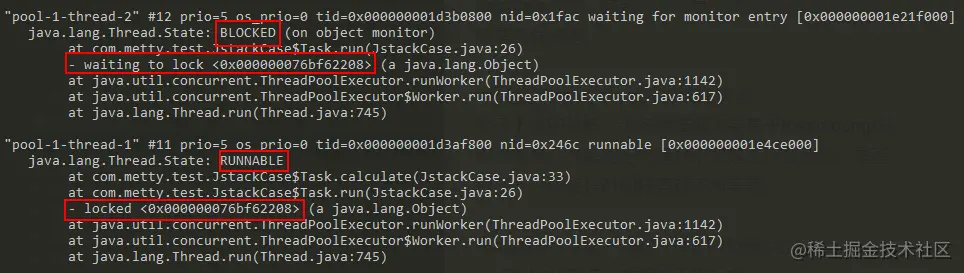 "pool-1-thread-2" #12 prio=5 os_prio=0 tid=0x000000001d3b0800 nid=0x1fac waiting for monitor entry [0x000000001e21f000]
java.lang.Thread.State: BLOCKED (on object monitor)
at com.metty.test.JstackCase$Task.run(JstackCase.java:26)
- waiting to lock <0x000000076bf62208> (a java.lang.Object)
at java.util.concurrent.ThreadPoolExecutor.runWorker(ThreadPoolExecutor.java:1142)
at java.util.concurrent.ThreadPoolExecutor$Worker.run(ThreadPoolExecutor.java:617)
at java.lang.Thread.run(Thread.java:745)
"pool-1-thread-1" #11 prio=5 os_prio=0 tid=0x000000001d3af800 nid=0x246c runnable [0x000000001e4ce000]
java.lang.Thread.State: RUNNABLE
at com.metty.test.JstackCase$Task.calculate(JstackCase.java:33)
at com.metty.test.JstackCase$Task.run(JstackCase.java:26)
- locked <0x000000076bf62208> (a java.lang.Object)
at java.util.concurrent.ThreadPoolExecutor.runWorker(ThreadPoolExecutor.java:1142)
at java.util.concurrent.ThreadPoolExecutor$Worker.run(ThreadPoolExecutor.java:617)
at java.lang.Thread.run(Thread.java:745)
@稀土掘金技术社区